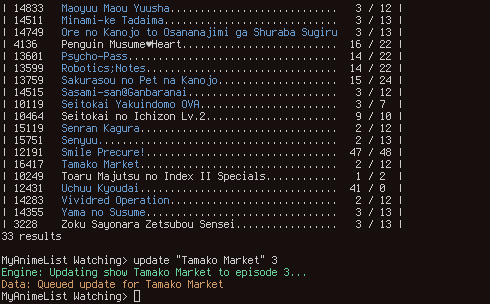 | 14833 Maoyuu Maou Yuusha........................ 3 / 12 |
| 14511 Minami-ke Tadaima......................... 3 / 13 |
| 14749 Ore no Kanojo to Osananajimi ga Shuraba Sugiru 3 / 13 |
| 4136 Penguin Musume♥Heart....................... 16 / 22 |
| 13601 Psycho-Pass............................... 14 / 22 |
| 13599 Robotics;Notes............................ 14 / 22 |
| 13759 Sakurasou no Pet na Kanojo................ 15 / 24 |
| 14515 Sasami-san@Ganbaranai..................... 3 / 12 |
| 10119 Seitokai Yakuindomo OVA................... 3 / 7 |
| 10464 Seitokai no Ichizon Lv.2.................. 9 / 10 |
| 15119 Senran Kagura............................. 2 / 12 |
| 15751 Senyuu.................................... 2 / 13 |
| 12191 Smile Precure!............................ 47 / 48 |
| 16417 Tamako Market............................. 2 / 12 |
| 10249 Toaru Majutsu no Index II Specials........ 1 / 2 |
| 12431 Uchuu Kyoudai............................. 41 / 0 |
| 14283 Vividred Operation........................ 2 / 12 |
| 14355 Yama no Susume............................ 3 / 13 |
| 3228 Zoku Sayonara Zetsubou Sensei.............. 3 / 13 |
33 results
MyAnimeList Watching> update "Tamako Market" 3
Engine: Updating show Tamako Market to episode 3...
Data: Queued update for Tamako Market
MyAnimeList Watching>